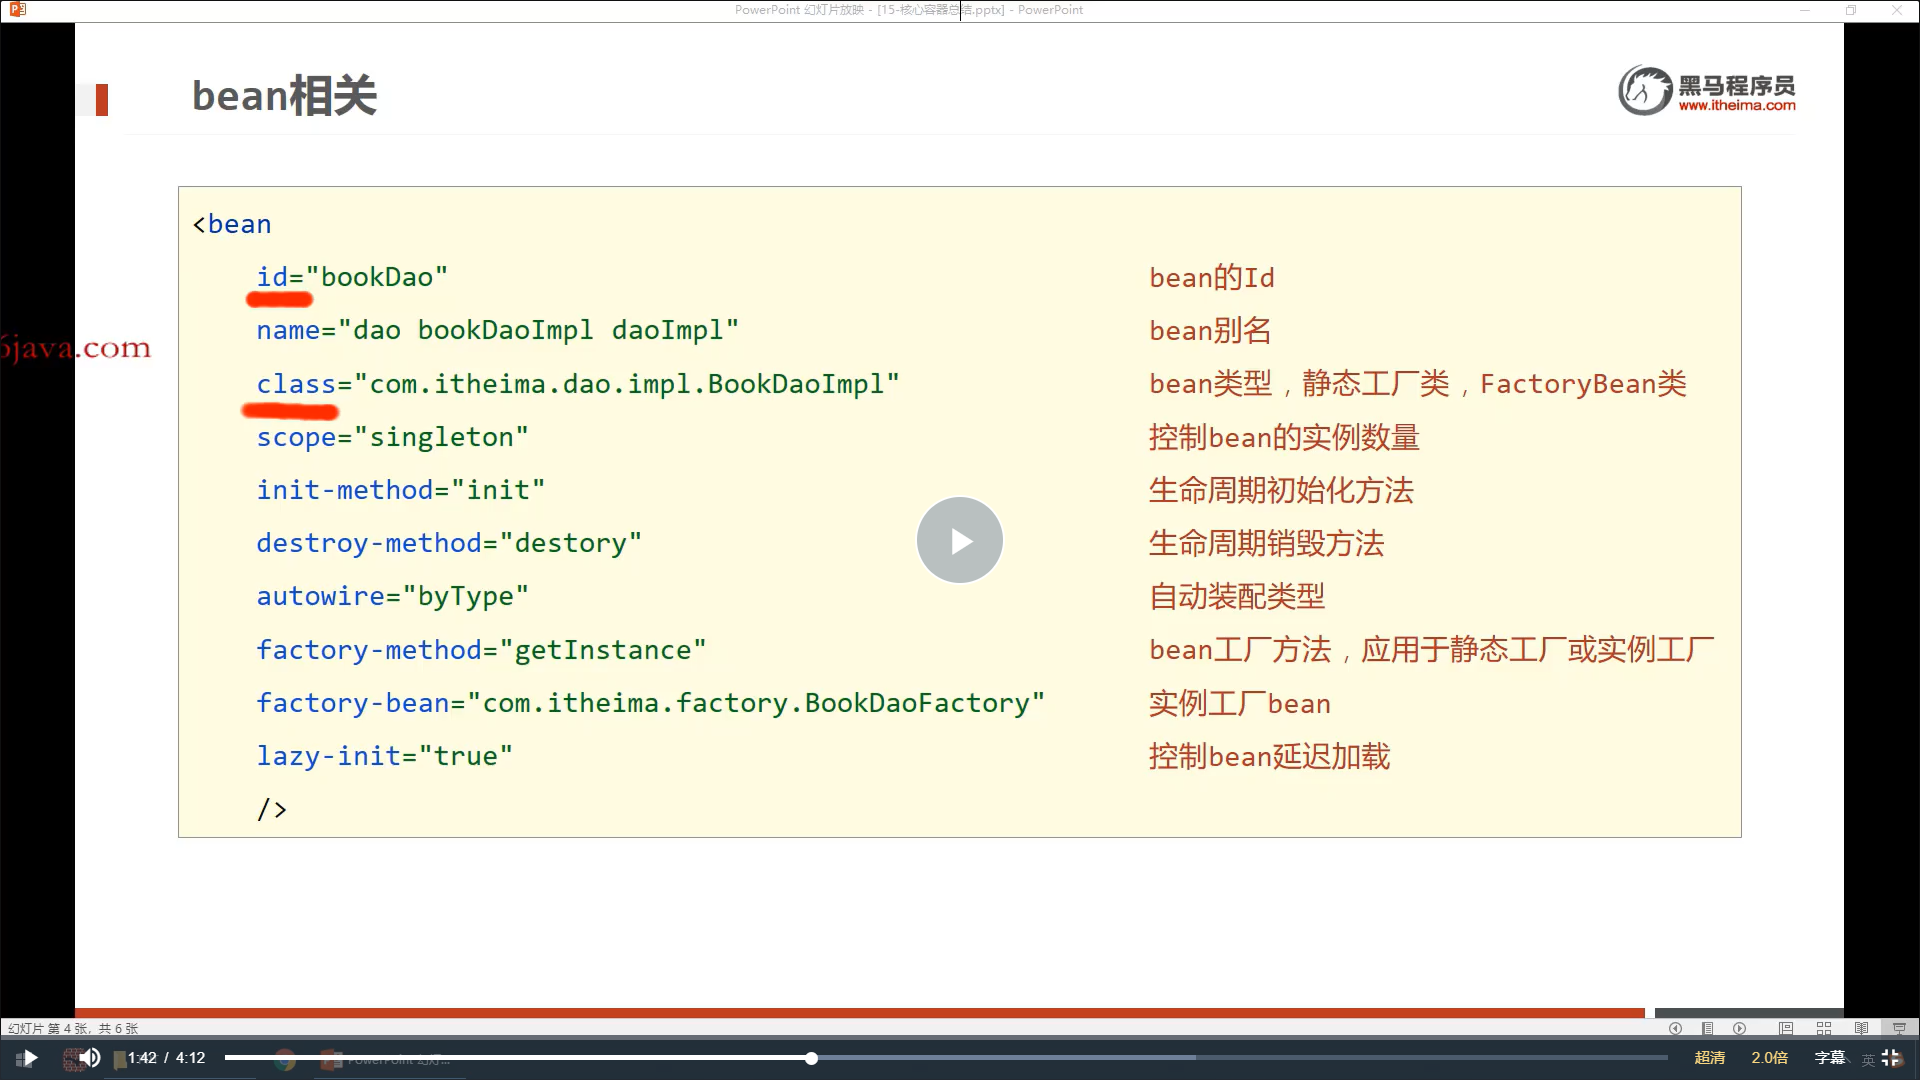 PowerPoint 幻灯片放映 - [15-核心容器总结.pptx] - PowerPoint
bean相关
黑马程序员
www.itheima.com
<bean
id="bookDao" bean的Id
name="dao bookDaoImpl daoImpl" bean别名
6java.com
class="com.itheima.dao.impl.BookDaoImpl" bean类型，静态工厂类，FactoryBean类
scope="singleton" 控制bean的实例数量
init-method="init" 生命周期初始化方法
destroy-method="destory" 生命周期销毁方法
autowire="byType" 自动装配类型
factory-method="getInstance" bean工厂方法，应用于静态工厂或实例工厂
factory-bean="com.itheima.factory.BookDaoFactory" 实例工厂bean
lazy-init="true" 控制bean延迟加载
/>
幻灯片 第 4 张，共 6 张
1:42 / 4:12 PowerPoint 幻灯... 超清 2.0倍 字幕 英